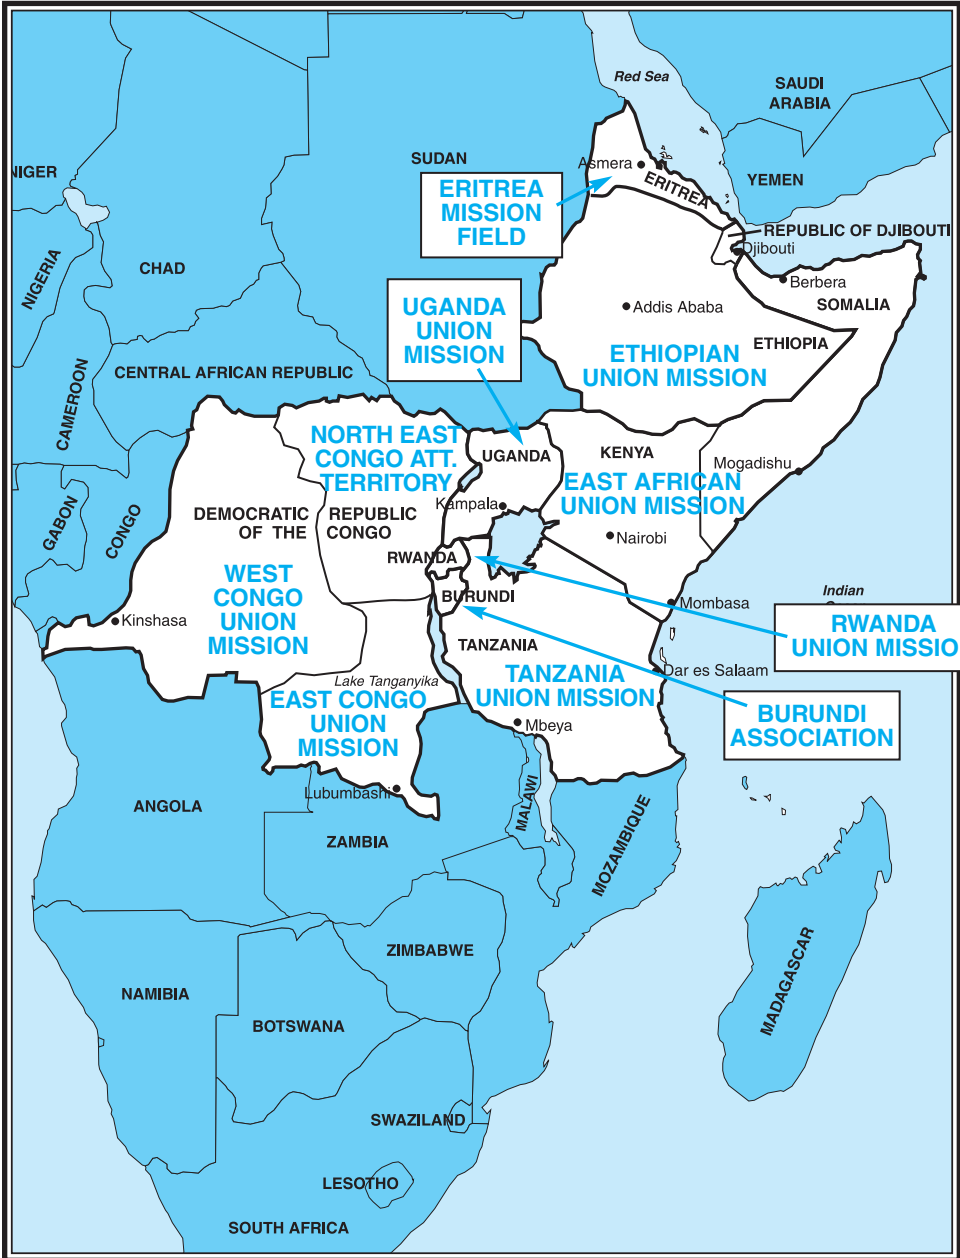 Red Sea
SAUDI
ARABIA
SUDAN
NIGER
Asmera
ERITREA
YEMEN
ERITREA
MISSION
FIELD
REPUBLIC OF DJIBOUTI
Djibouti
NIGERIA
CHAD
Berbera
SOMALIA
UGANDA
UNION
MISSION
Addis Ababa
ETHIOPIA
ETHIOPIAN
UNION MISSION
CENTRAL AFRICAN REPUBLIC
CAMEROON
NORTH EAST
CONGO ATT.
TERRITORY
UGANDA
KENYA
Mogadishu
EAST AFRICAN
UNION MISSION
Kampala
GABON
CONGO
DEMOCRATIC REPUBLIC
OF THE CONGO
Nairobi
RWANDA
WEST
CONGO
UNION
MISSION
BURUNDI
Mombasa
Indian
Kinshasa
RWANDA
UNION MISSIO
TANZANIA
Dar es Salaam
Lake Tanganyika
TANZANIA
UNION MISSION
EAST CONGO
UNION
MISSION
Mbeya
BURUNDI
ASSOCIATION
Lubumbashi
ANGOLA
MALAWI
ZAMBIA
MOZAMBIQUE
ZIMBABWE
MADAGASCAR
NAMIBIA
BOTSWANA
SWAZILAND
LESOTHO
SOUTH AFRICA